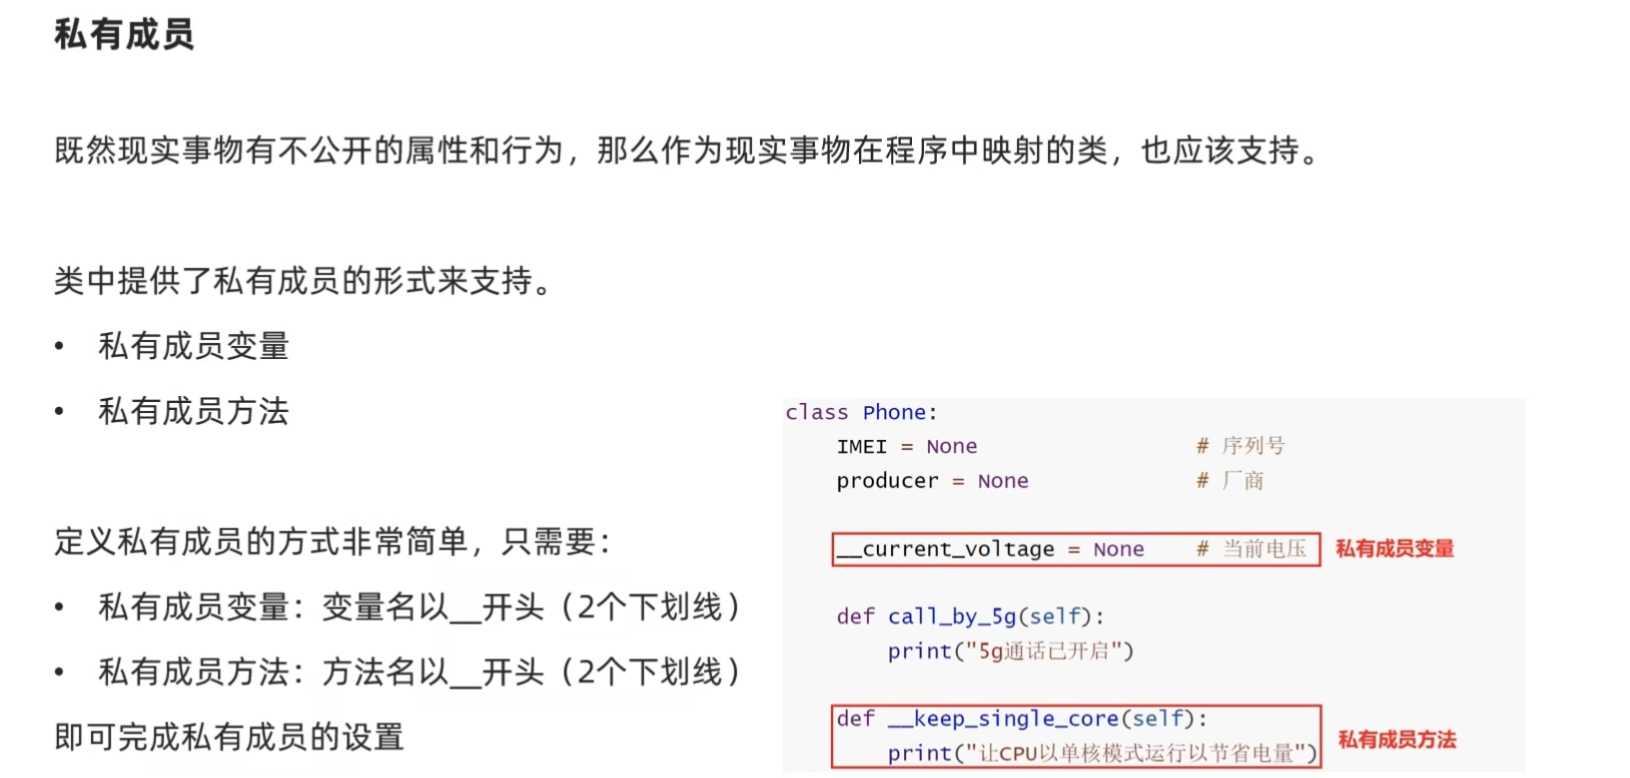 私有成员
既然现实事物有不公开的属性和行为，那么作为现实事物在程序中映射的类，也应该支持。
类中提供了私有成员的形式来支持。
• 私有成员变量
• 私有成员方法
定义私有成员的方式非常简单，只需要：
• 私有成员变量：变量名以__开头（2个下划线）
• 私有成员方法：方法名以__开头（2个下划线）
即可完成私有成员的设置
class Phone:
    IMEI = None                 # 序列号
    producer = None             # 厂商
    __current_voltage = None    # 当前电压 私有成员变量
    def call_by_5g(self):
        print("5g通话已开启")
    def __keep_single_core(self):
        print("让CPU以单核模式运行以节省电量") 私有成员方法